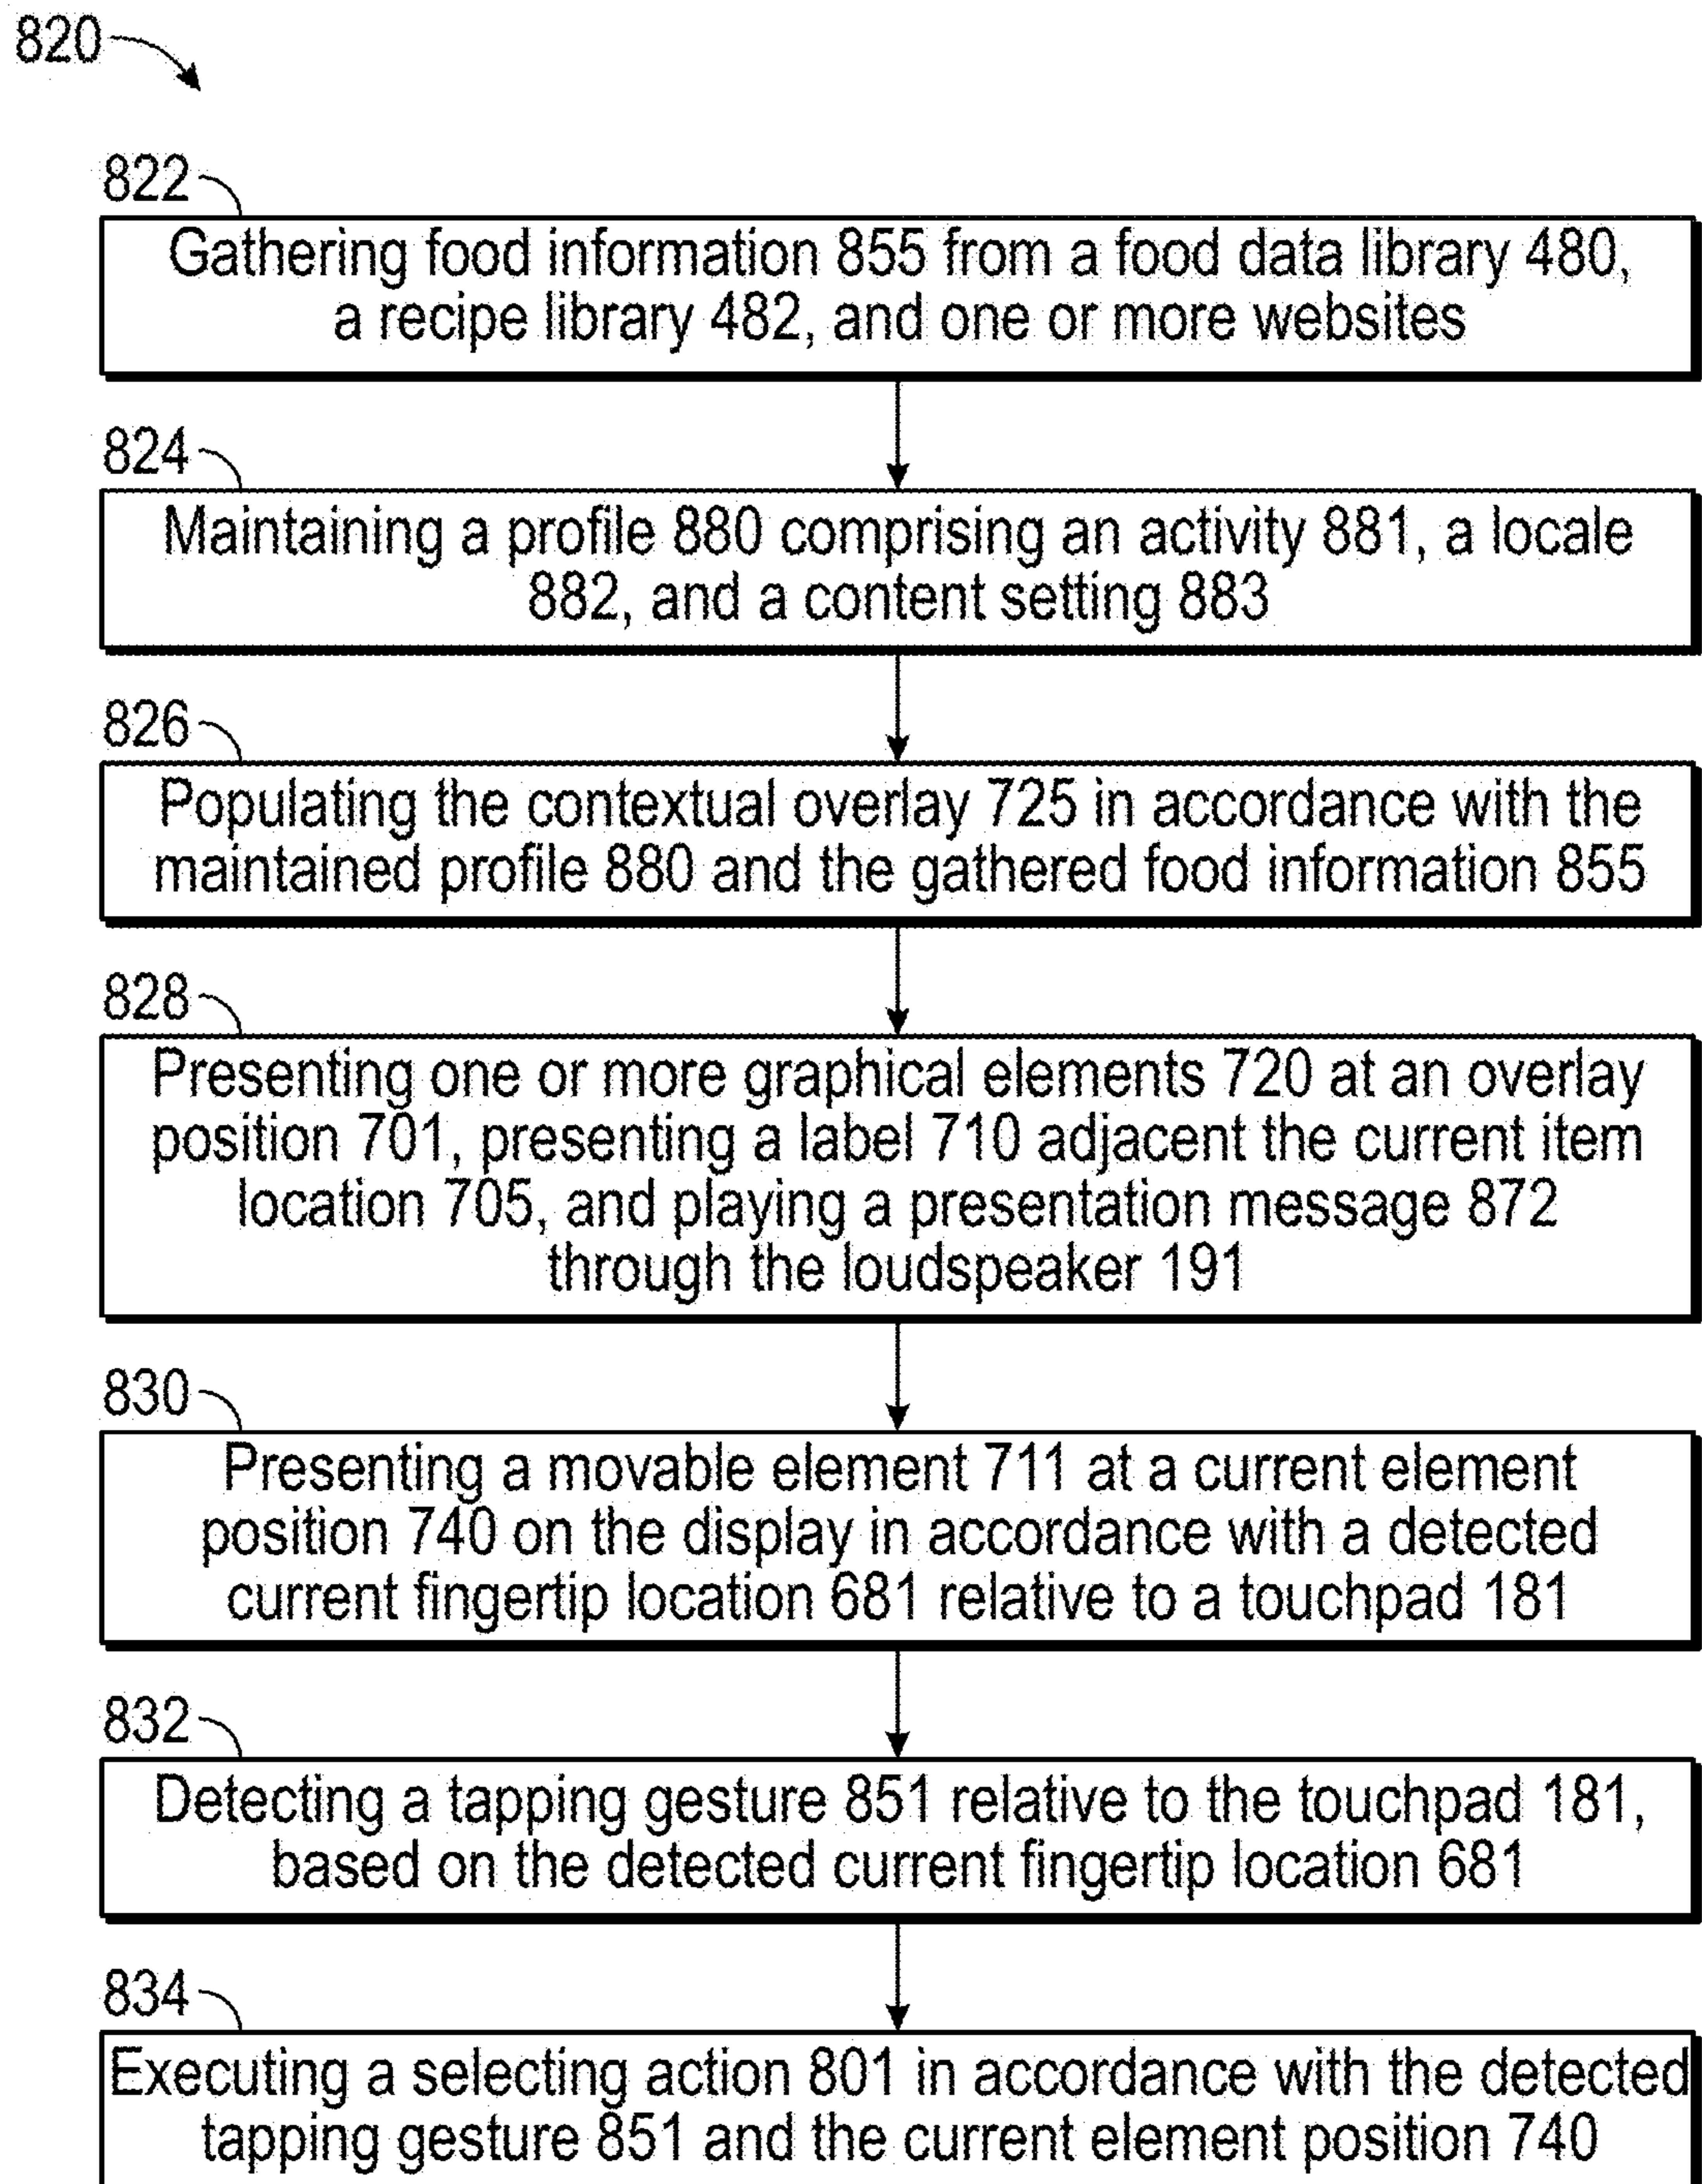 820
822
Gathering food information 855 from a food data library 480,
a recipe library 482, and one or more websites
824
Maintaining a profile 880 comprising an activity 881, a locale
882, and a content setting 883
826
Populating the contextual overlay 725 in accordance with the
maintained profile 880 and the gathered food information 855
828
Presenting one or more graphical elements 720 at an overlay
position 701, presenting a label 710 adjacent the current item
location 705, and playing a presentation message 872
through the loudspeaker 191
830
Presenting a movable element 711 at a current element
position 740 on the display in accordance with a detected
current fingertip location 681 relative to a touchpad 181
832
Detecting a tapping gesture 851 relative to the touchpad 181,
based on the detected current fingertip location 681
834
Executing a selecting action 801 in accordance with the detected
tapping gesture 851 and the current element position 740